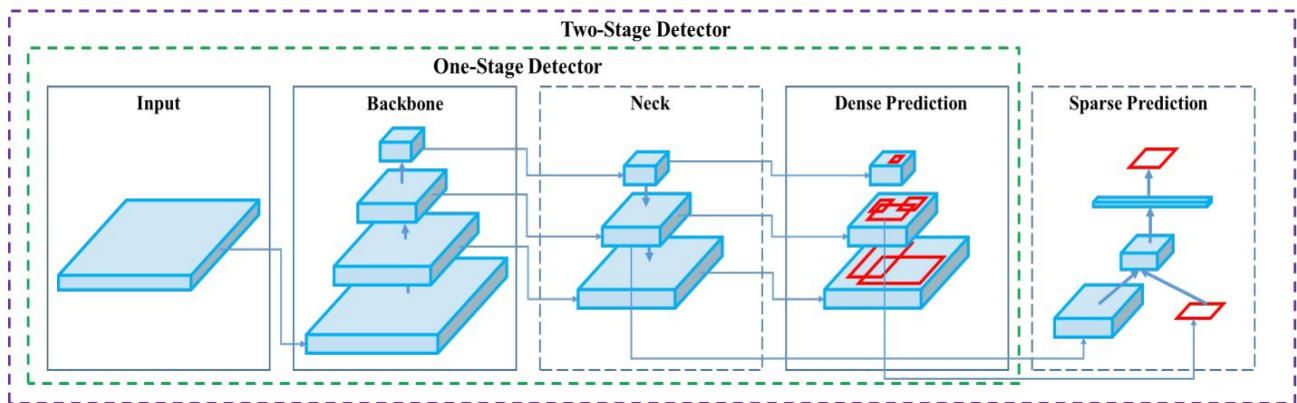 Two-Stage Detector
One-Stage Detector
Input
Backbone
Neck
Dense Prediction
Sparse Prediction